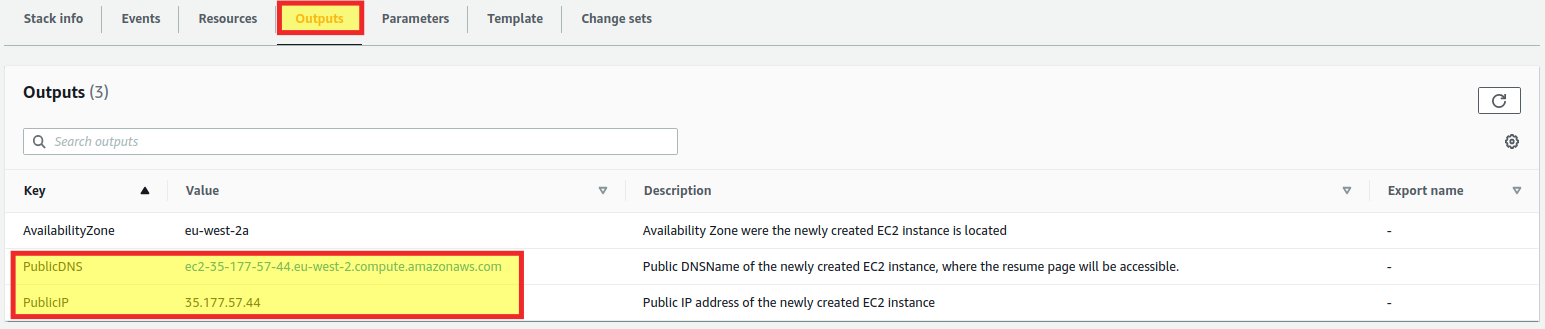 Stack info Events Resources Outputs Parameters Template Change sets
Outputs (3)
Search outputs
Key Value Description Export name
AvailabilityZone eu-west-2a Availability Zone were the newly created EC2 instance is located -
PublicDNS ec2-35-177-57-44.eu-west-2.compute.amazonaws.com Public DNSName of the newly created EC2 instance, where the resume page will be accessible. -
PublicIP 35.177.57.44 Public IP address of the newly created EC2 instance -